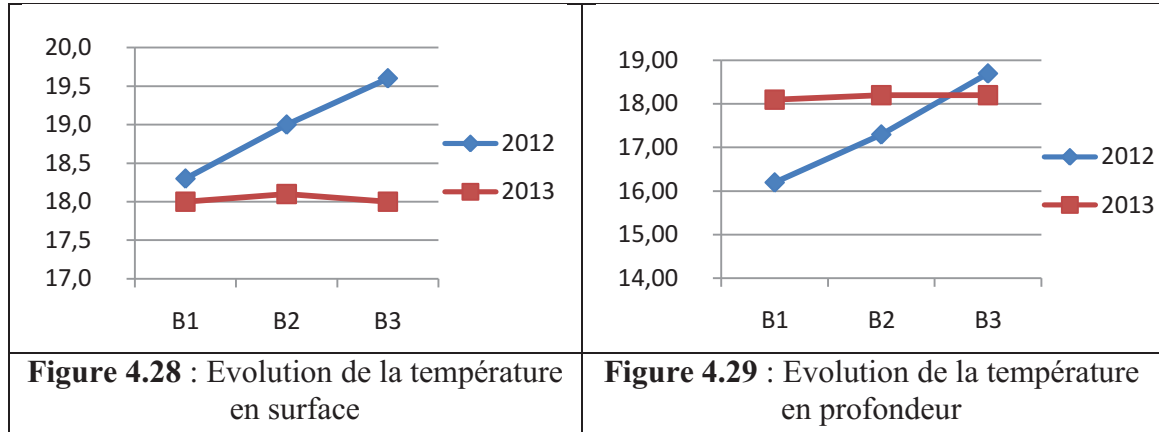 20,0
19,5
19,0
18,5
18,0
17,5
17,0
B1 B2 B3
2012
2013
Figure 4.28 : Evolution de la température
en surface
19,00
18,00
17,00
16,00
15,00
14,00
B1 B2 B3
2012
2013
Figure 4.29 : Evolution de la température
en profondeur